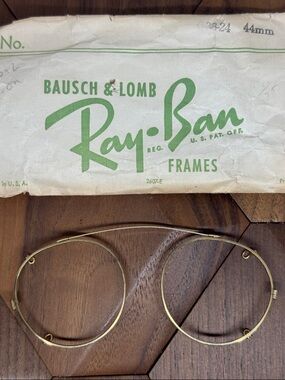 No.
44mm
BAUSCH & LOMB
Ray-Ban
REG. U. S. PAT. OFF.
FRAMES
U.S.A.